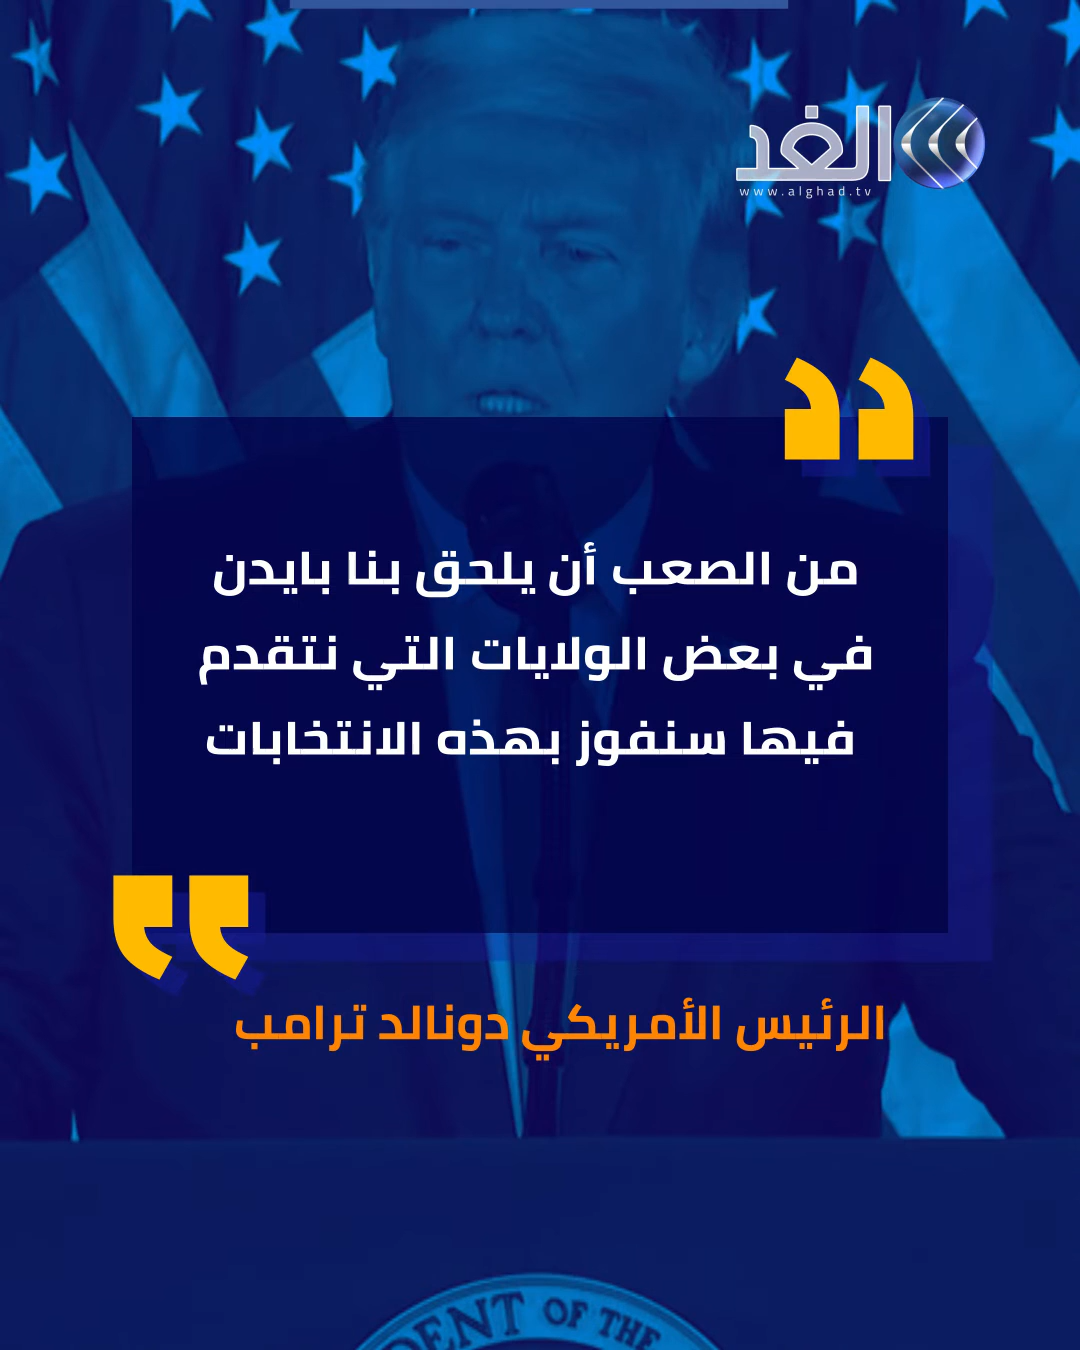 الغد
www.alghad.tv
من الصعب أن يلحق بنا بايدن
في بعض الولايات التي نتقدم
فيها سنفوز بهذه الانتخابات
الرئيس الأمريكي دونالد ترامب
DENT OF THE